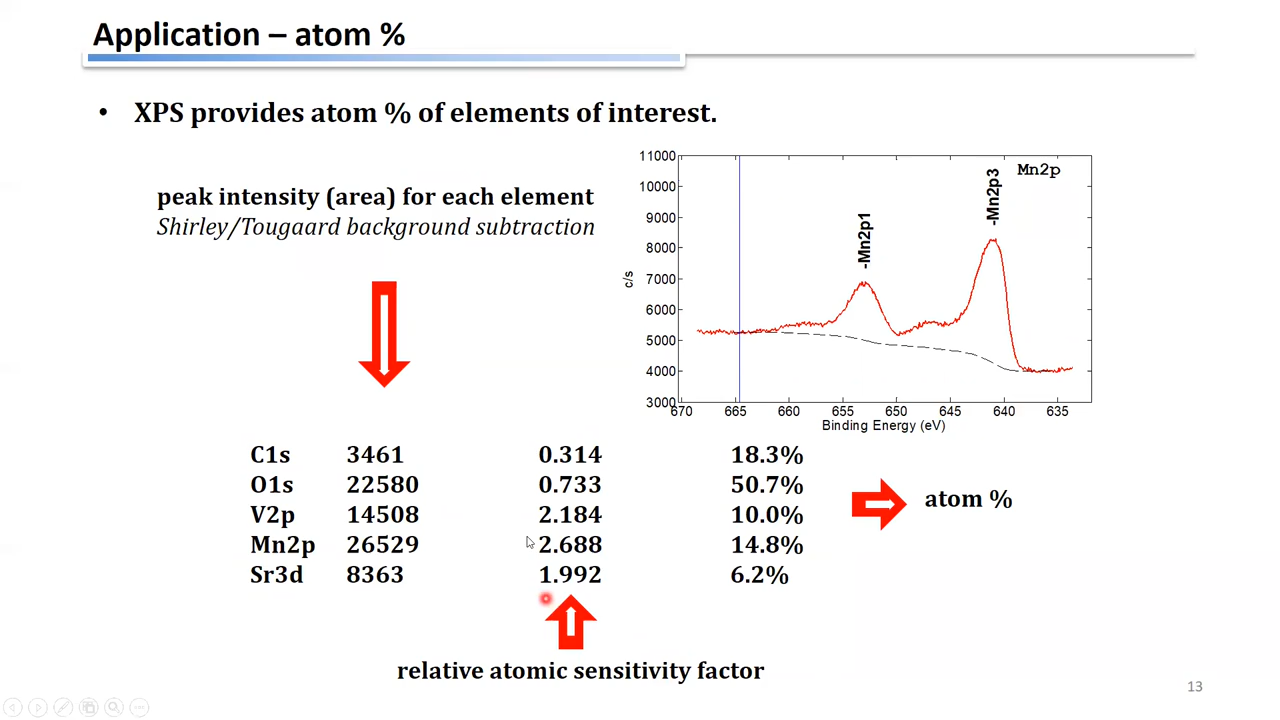 Application – atom %
• XPS provides atom % of elements of interest.
peak intensity (area) for each element
Shirley/Tougaard background subtraction
Mn2p
-Mn2p1
-Mn2p3
c/s
11000
10000
9000
8000
7000
6000
5000
4000
3000
670 665 660 655 650 645 640 635
Binding Energy (eV)
C1s 3461 0.314 18.3%
O1s 22580 0.733 50.7%
V2p 14508 2.184 10.0%
Mn2p 26529 2.688 14.8%
Sr3d 8363 1.992 6.2%
atom %
relative atomic sensitivity factor
13